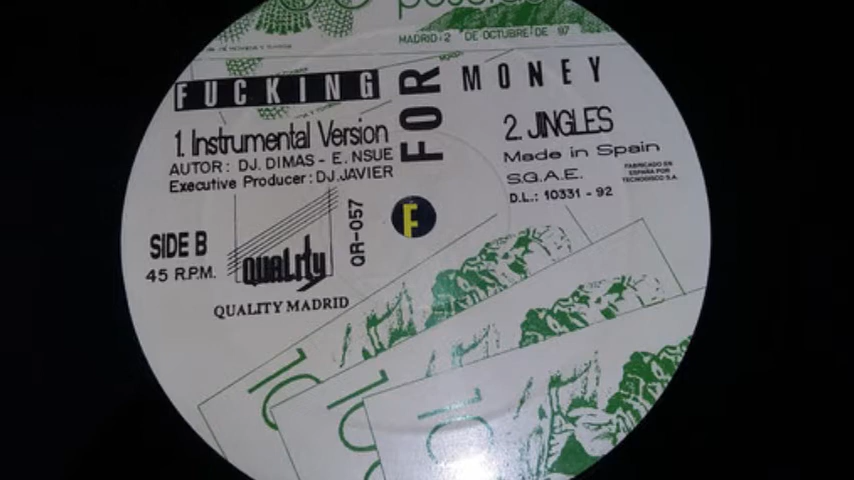 MADRID, 2 DE OCTUBRE DE 97
FUCKING
FOR
MONEY
1. Instrumental Version
AUTOR: DJ. DIMAS - E. NSUE
Executive Producer: DJ. JAVIER
2. JINGLES
Made in Spain
S.G.A.E.
D.L.: 10331 - 92
FABRICADO EN
ESPAÑA POR
TECNODISCO S.A.
SIDE B
45 R.P.M.
QUALITY
QUALITY MADRID
QR-057
F
100
100